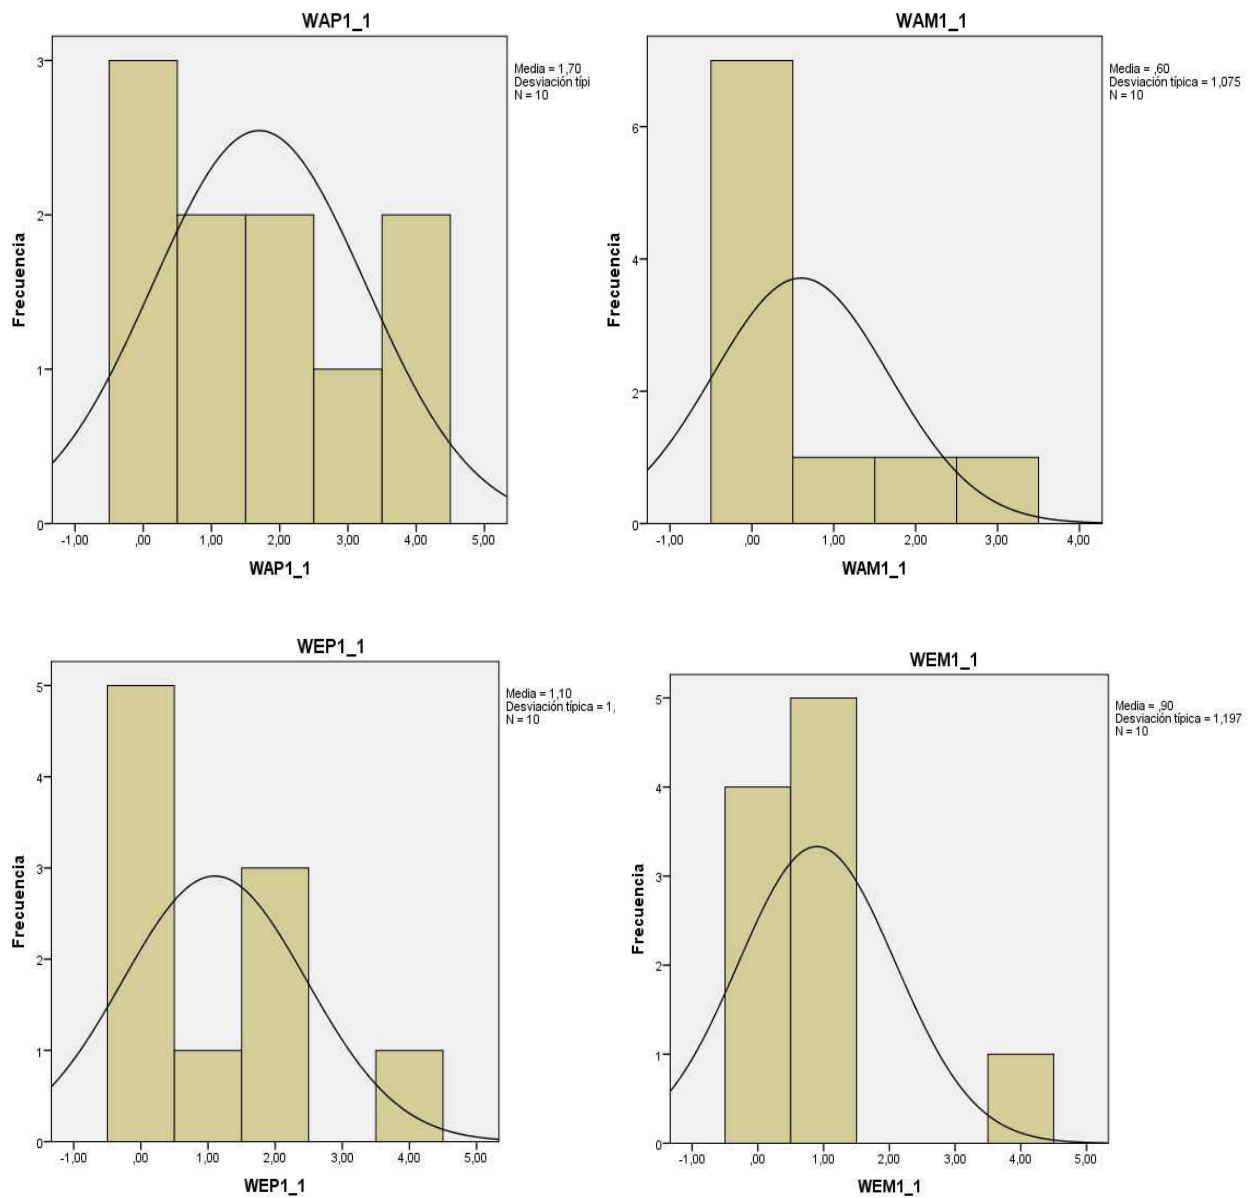 WAP1_1
Media = 1,70
Desviación típi
N = 10
Frecuencia
3
2
1
0
-1,00 ,00 1,00 2,00 3,00 4,00 5,00
WAP1_1
WAM1_1
Media = ,60
Desviación típica = 1,075
N = 10
Frecuencia
6
4
2
0
-1,00 ,00 1,00 2,00 3,00 4,00
WAM1_1
WEP1_1
Media = 1,10
Desviación típica = 1,
N = 10
Frecuencia
5
4
3
2
1
0
-1,00 ,00 1,00 2,00 3,00 4,00 5,00
WEP1_1
WEM1_1
Media = ,90
Desviación típica = 1,197
N = 10
Frecuencia
5
4
3
2
1
0
-1,00 ,00 1,00 2,00 3,00 4,00 5,00
WEM1_1